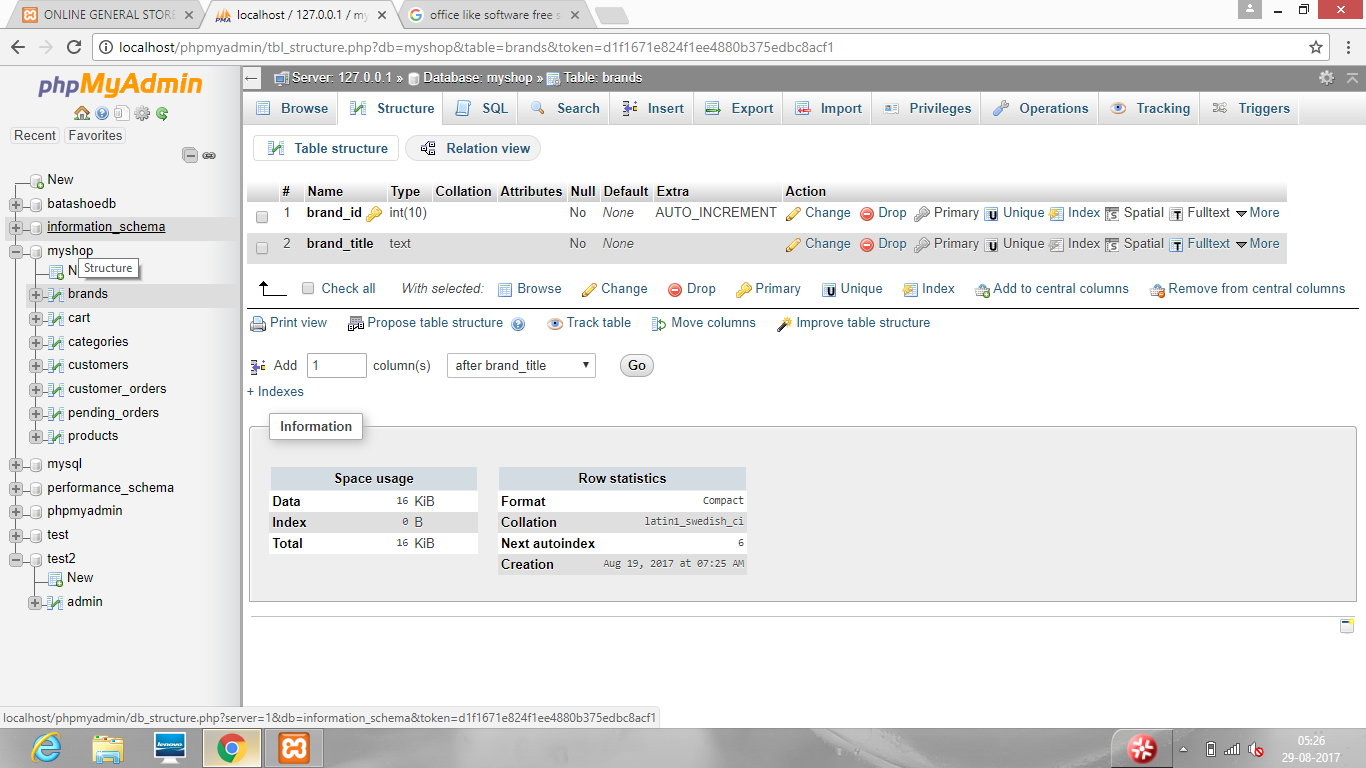 ONLINE GENERAL STORE
localhost / 127.0.0.1 / my
office like software free s
localhost/phpmyadmin/tbl_structure.php?db=myshop&table=brands&token=d1f1671e824f1ee4880b375edbc8acf1
phpMyAdmin
Recent Favorites
New
batashoedb
information_schema
myshop
N
Structure
brands
cart
categories
customers
customer_orders
pending_orders
products
mysql
performance_schema
phpmyadmin
test
test2
New
admin
Server: 127.0.0.1 » Database: myshop » Table: brands
Browse Structure SQL Search Insert Export Import Privileges Operations Tracking Triggers
Table structure Relation view
# Name Type Collation Attributes Null Default Extra Action
1 brand_id int(10) No None AUTO_INCREMENT Change Drop Primary Unique Index Spatial Fulltext More
2 brand_title text No None Change Drop Primary Unique Index Spatial Fulltext More
Check all With selected: Browse Change Drop Primary Unique Index Add to central columns Remove from central columns
Print view Propose table structure Track table Move columns Improve table structure
Add 1 column(s) after brand_title Go
+ Indexes
Information
Space usage
Data 16 KiB
Index 0 B
Total 16 KiB
Row statistics
Format Compact
Collation latin1_swedish_ci
Next autoindex 6
Creation Aug 19, 2017 at 07:25 AM
localhost/phpmyadmin/db_structure.php?server=1&db=information_schema&token=d1f1671e824f1ee4880b375edbc8acf1
lenovo
05:26
29-08-2017